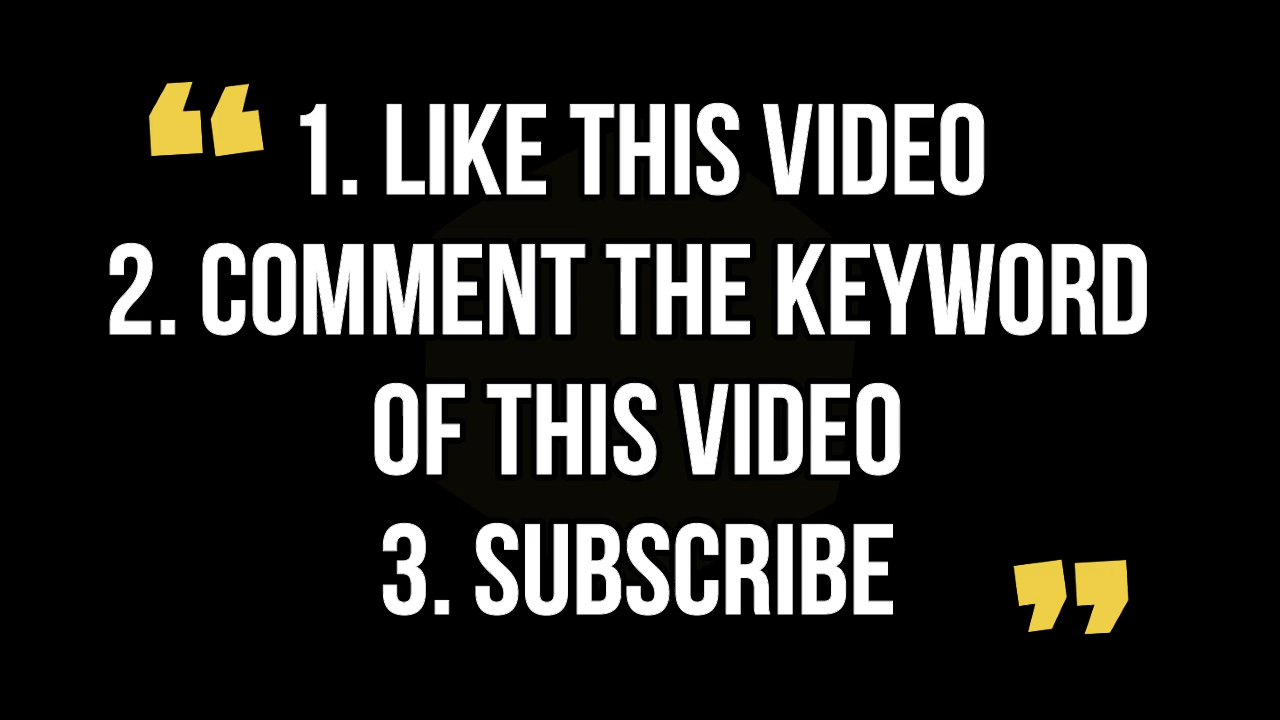 “ 1. LIKE THIS VIDEO
2. COMMENT THE KEYWORD
OF THIS VIDEO
3. SUBSCRIBE ”